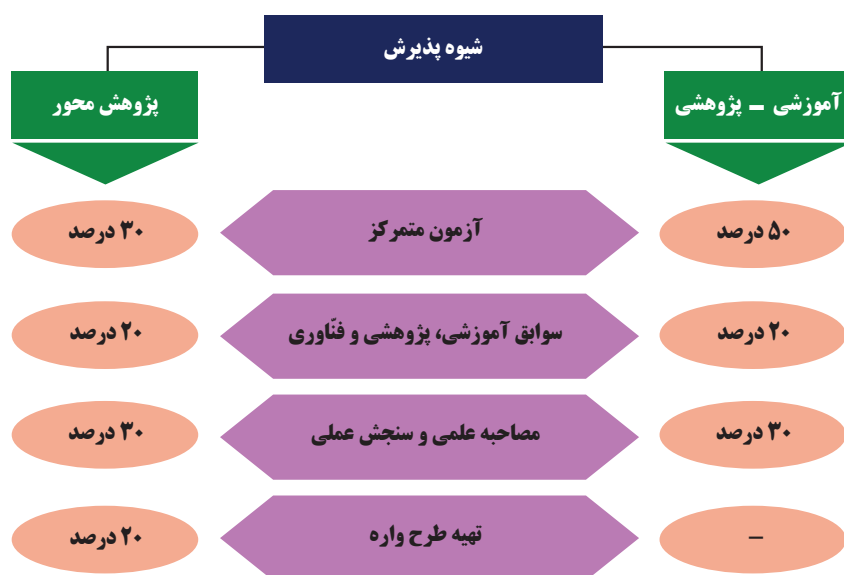 شیوه پذیرش
آموزشی – پژوهشی
پژوهش محور
۵۰ درصد
آزمون متمرکز
۳۰ درصد
۲۰ درصد
سوابق آموزشی، پژوهشی و فنّاوری
۲۰ درصد
۳۰ درصد
مصاحبه علمی و سنجش عملی
۳۰ درصد
–
تهیه طرح واره
۲۰ درصد